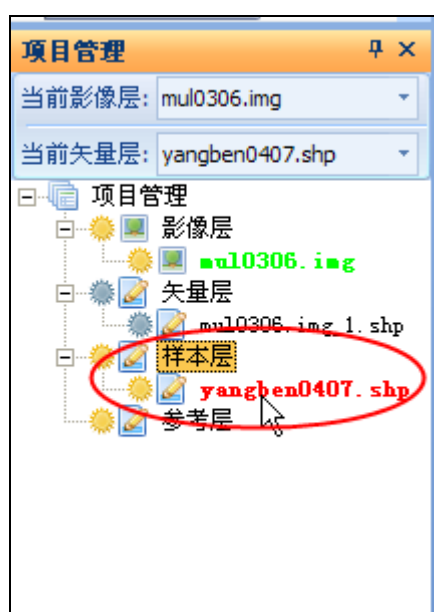 项目管理
当前影像层: mul0306.img
当前矢量层: yangben0407.shp
项目管理
影像层
mul0306.img
矢量层
mul0306.img_1.shp
样本层
yangben0407.shp
参考层